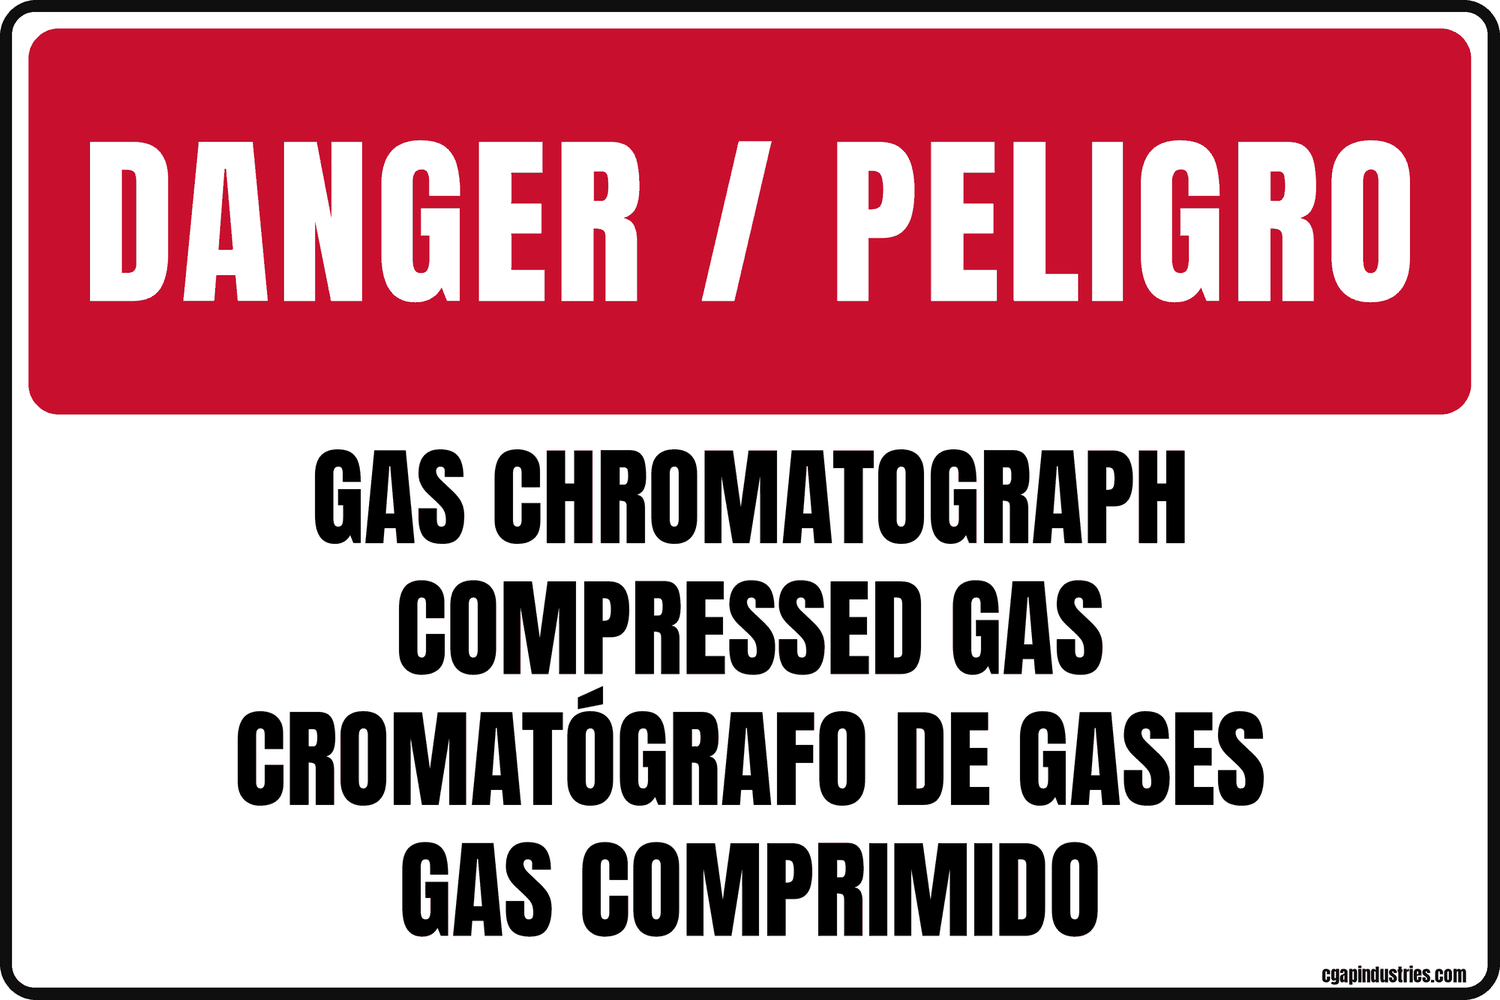 DANGER / PELIGRO
GAS CHROMATOGRAPH
COMPRESSED GAS
CROMATÓGRAFO DE GASES
GAS COMPRIMIDO
cgapindustries.com